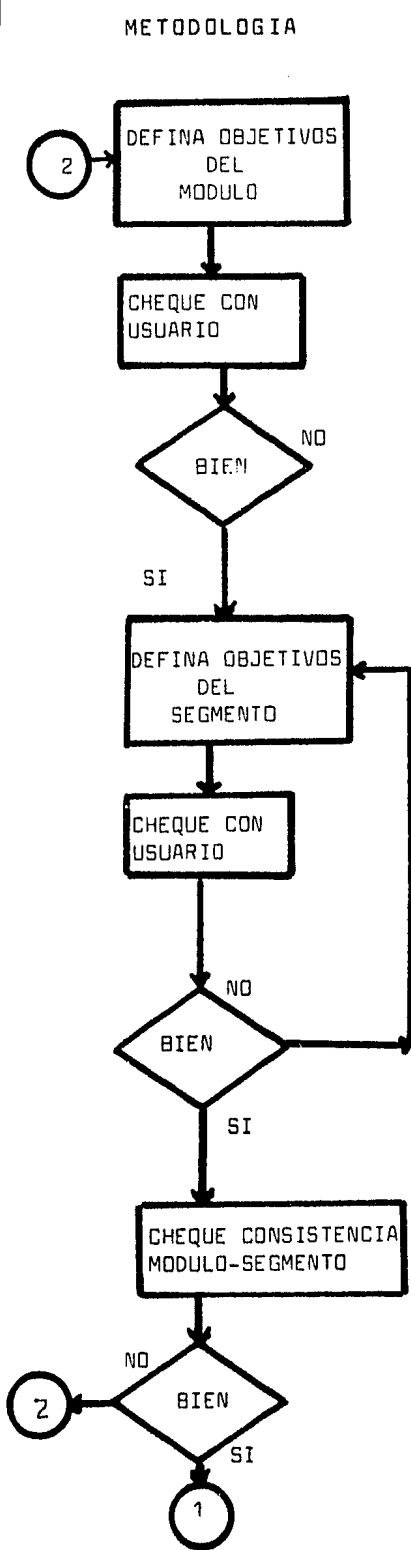 METODOLOGIA
DEFINA OBJETIVOS
DEL
MODULO
2
CHEQUE CON
USUARIO
NO
BIEN
SI
DEFINA OBJETIVOS
DEL
SEGMENTO
CHEQUE CON
USUARIO
NO
BIEN
SI
CHEQUE CONSISTENCIA
MODULO-SEGMENTO
NO
BIEN
2
SI
1